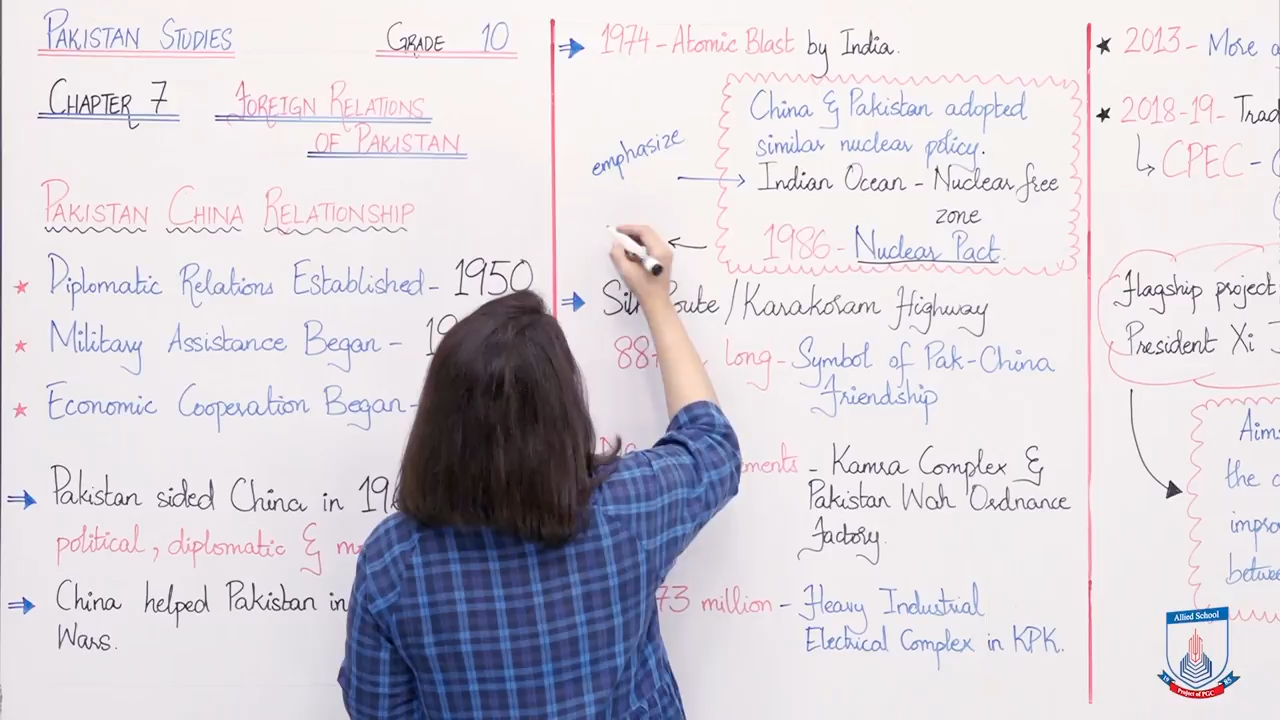 PAKISTAN STUDIES GRADE 10
CHAPTER 7 FOREIGN RELATIONS
OF PAKISTAN
PAKISTAN CHINA RELATIONSHIP
Diplomatic Relations Established - 1950
Military Assistance Began -
Economic Cooperation Began -
Pakistan sided China in
political, diplomatic &
China helped Pakistan in
Wars.
1974 - Atomic Blast by India.
China & Pakistan adopted
similar nuclear policy.
emphasize
Indian Ocean - Nuclear free
zone
1986 - Nuclear Pact.
Route / Karakoram Highway
long - Symbol of Pak-China
Friendship
- Kamra Complex &
Pakistan Wah Ordnance
Factory.
73 million - Heavy Industrial
Electrical Complex in KPK.
2013 - More
2018-19 -
CPEC -
Flagship project
President Xi
the
Allied School
1985
Project of PGC